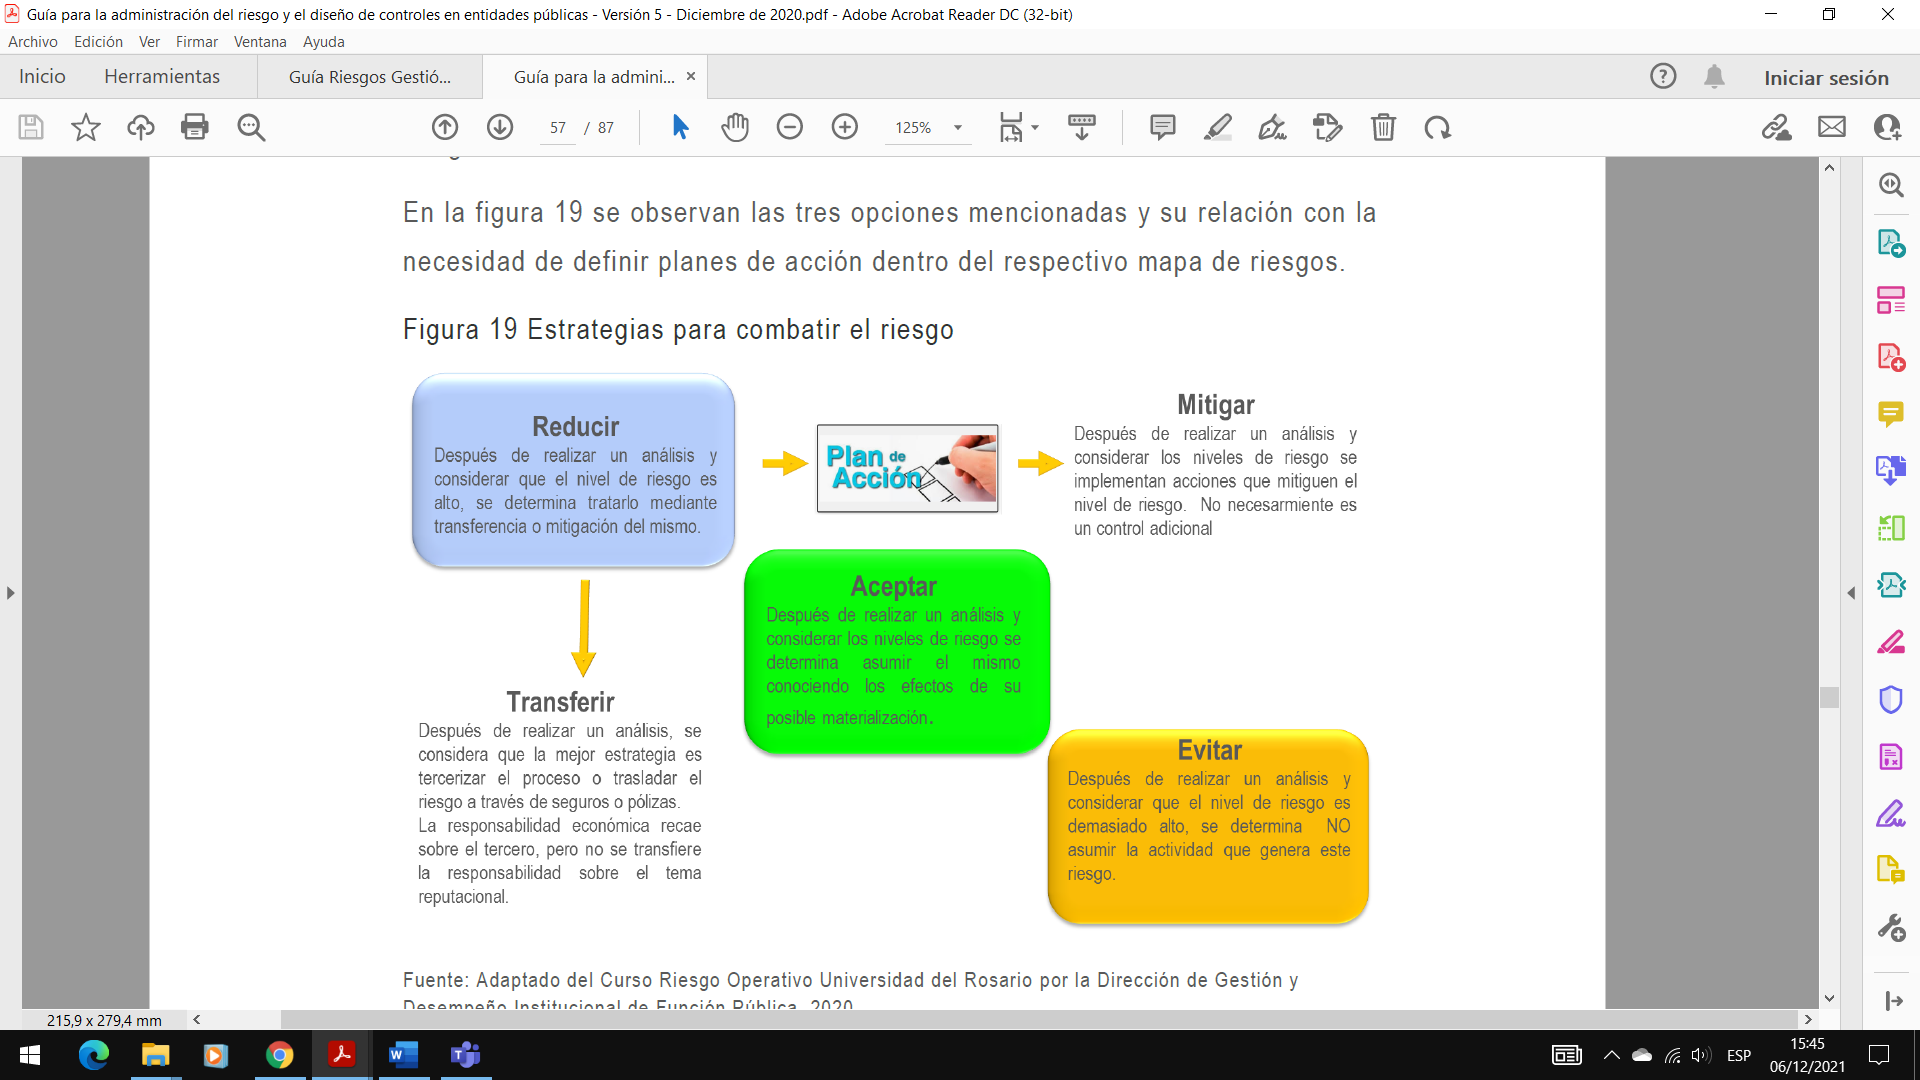 Guía para la administración del riesgo y el diseño de controles en entidades públicas - Versión 5 - Diciembre de 2020.pdf - Adobe Acrobat Reader DC (32-bit)
Archivo Edición Ver Firmar Ventana Ayuda
Inicio Herramientas Guía Riesgos Gestió... Guía para la admini... Iniciar sesión
57 / 87 125%
En la figura 19 se observan las tres opciones mencionadas y su relación con la
necesidad de definir planes de acción dentro del respectivo mapa de riesgos.
Figura 19 Estrategias para combatir el riesgo
Reducir
Después de realizar un análisis y
considerar que el nivel de riesgo es
alto, se determina tratarlo mediante
transferencia o mitigación del mismo.
Plan de
Acción
Mitigar
Después de realizar un análisis y
considerar los niveles de riesgo se
implementan acciones que mitiguen el
nivel de riesgo. No necesarmiente es
un control adicional
Aceptar
Después de realizar un análisis y
considerar los niveles de riesgo se
determina asumir el mismo
conociendo los efectos de su
posible materialización.
Transferir
Después de realizar un análisis, se
considera que la mejor estrategia es
tercerizar el proceso o trasladar el
riesgo a través de seguros o pólizas.
La responsabilidad económica recae
sobre el tercero, pero no se transfiere
la responsabilidad sobre el tema
reputacional.
Evitar
Después de realizar un análisis y
considerar que el nivel de riesgo es
demasiado alto, se determina NO
asumir la actividad que genera este
riesgo.
Fuente: Adaptado del Curso Riesgo Operativo Universidad del Rosario por la Dirección de Gestión y
Desempeño Institucional de Función Pública, 2020
215,9 x 279,4 mm
ESP
15:45
06/12/2021